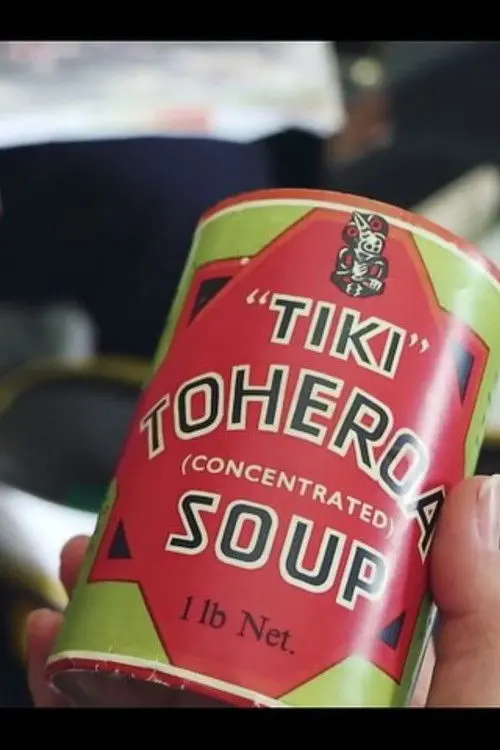 "TIKI"
TOHEROA
(CONCENTRATED)
SOUP
1 lb Net.